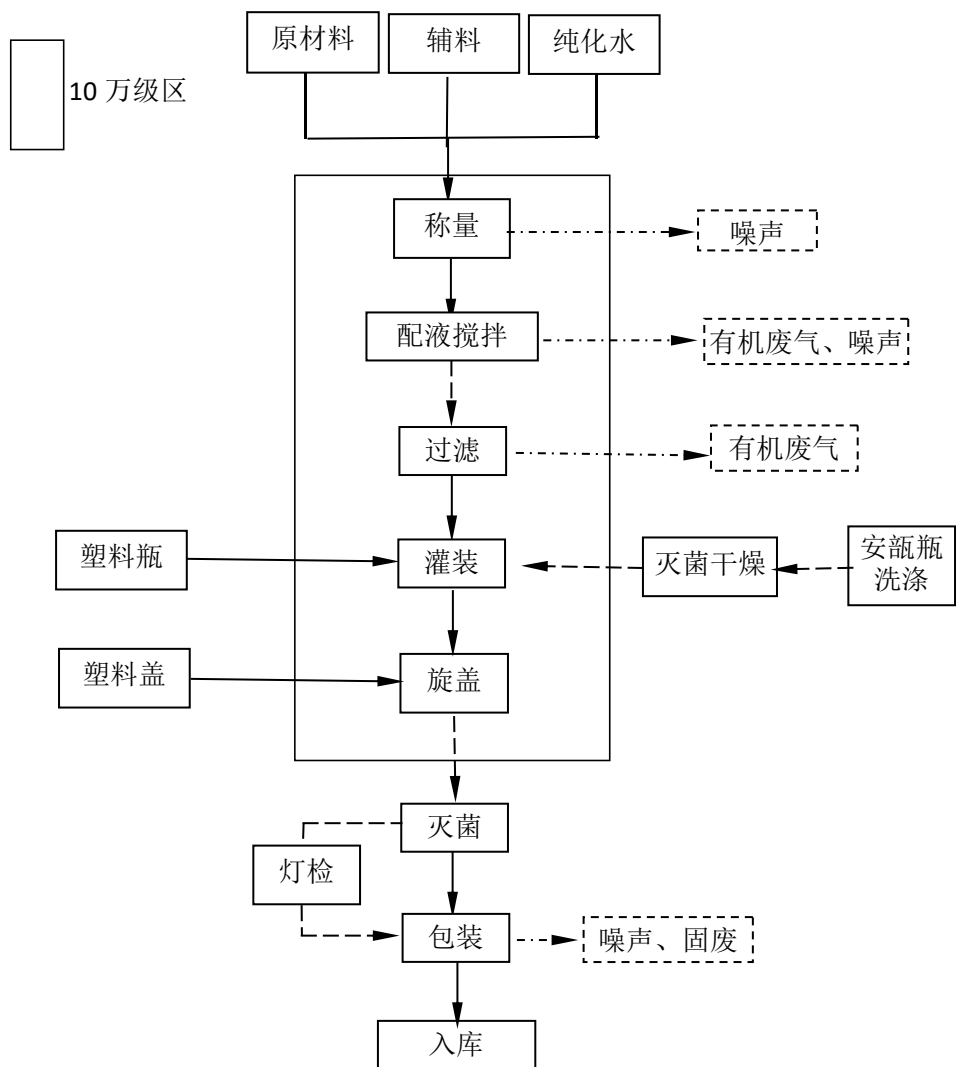 原材料
辅料
纯化水
10 万级区
称量
噪声
配液搅拌
有机废气、噪声
过滤
有机废气
塑料瓶
灌装
灭菌干燥
安瓿瓶
洗涤
塑料盖
旋盖
灭菌
灯检
包装
噪声、固废
入库